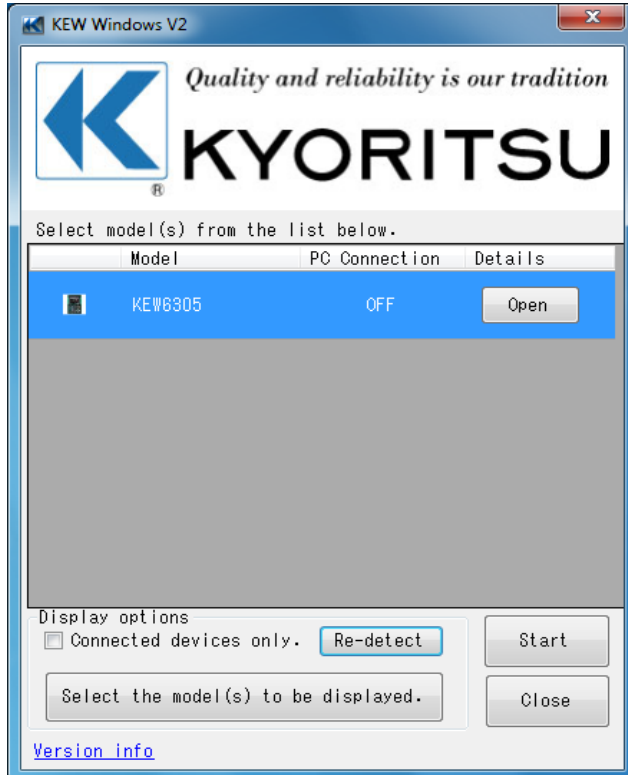 KEW Windows V2
Quality and reliability is our tradition
KYORITSU
®
Select model(s) from the list below.
Model PC Connection Details
KEW6305 OFF Open
Display options
Connected devices only. Re-detect Start
Select the model(s) to be displayed. Close
Version info